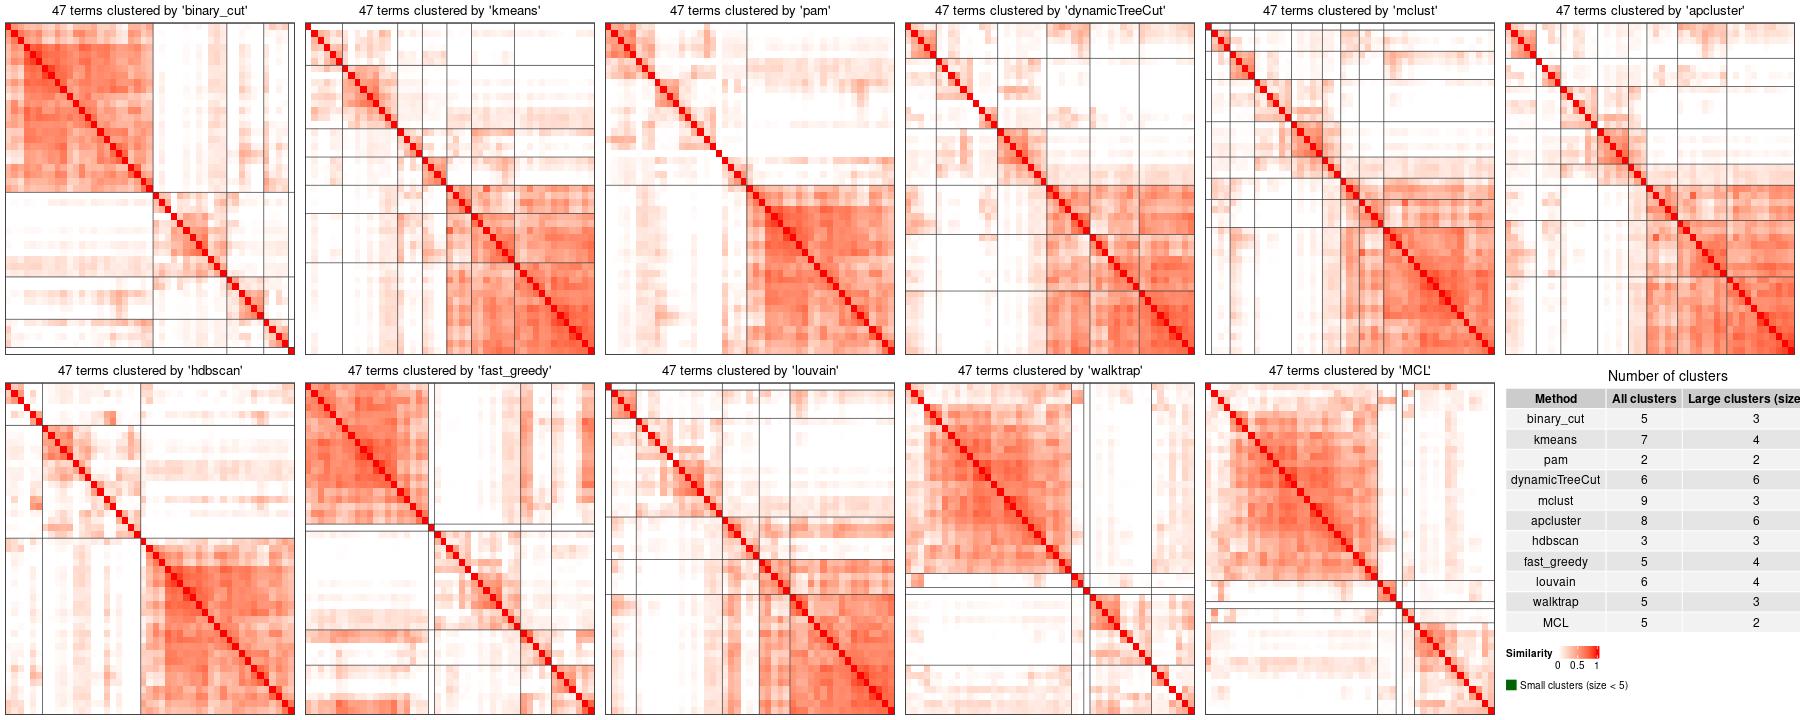 47 terms clustered by 'binary_cut'
47 terms clustered by 'kmeans'
47 terms clustered by 'pam'
47 terms clustered by 'dynamicTreeCut'
47 terms clustered by 'mclust'
47 terms clustered by 'apcluster'
47 terms clustered by 'hdbscan'
47 terms clustered by 'fast_greedy'
47 terms clustered by 'louvain'
47 terms clustered by 'walktrap'
47 terms clustered by 'MCL'
Number of clusters
Method All clusters Large clusters (size
binary_cut 5 3
kmeans 7 4
pam 2 2
dynamicTreeCut 6 6
mclust 9 3
apcluster 8 6
hdbscan 3 3
fast_greedy 5 4
louvain 6 4
walktrap 5 3
MCL 5 2
Similarity
0 0.5 1
Small clusters (size < 5)